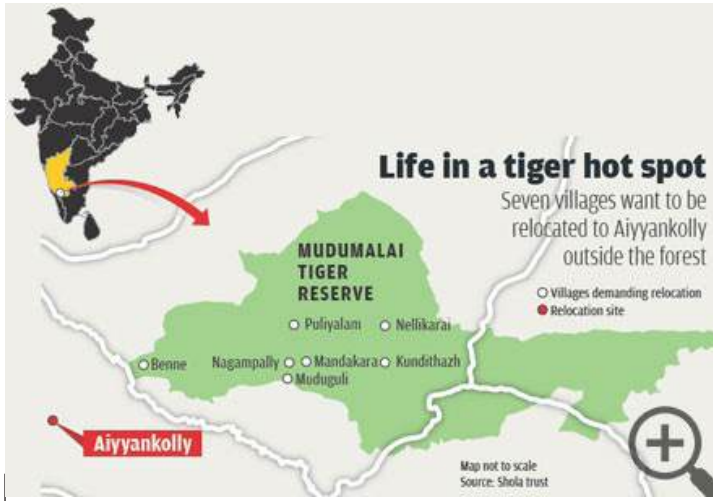 Life in a tiger hot spot
Seven villages want to be
relocated to Aiyyankolly
outside the forest
Villages demanding relocation
Relocation site
MUDUMALAI
TIGER
RESERVE
Puliyalani
Nellikarai
Benne
Nagampally
Mandakara
Kundithazh
Muduguli
Aiyyankolly
Map not to scale
Source: Shola trust